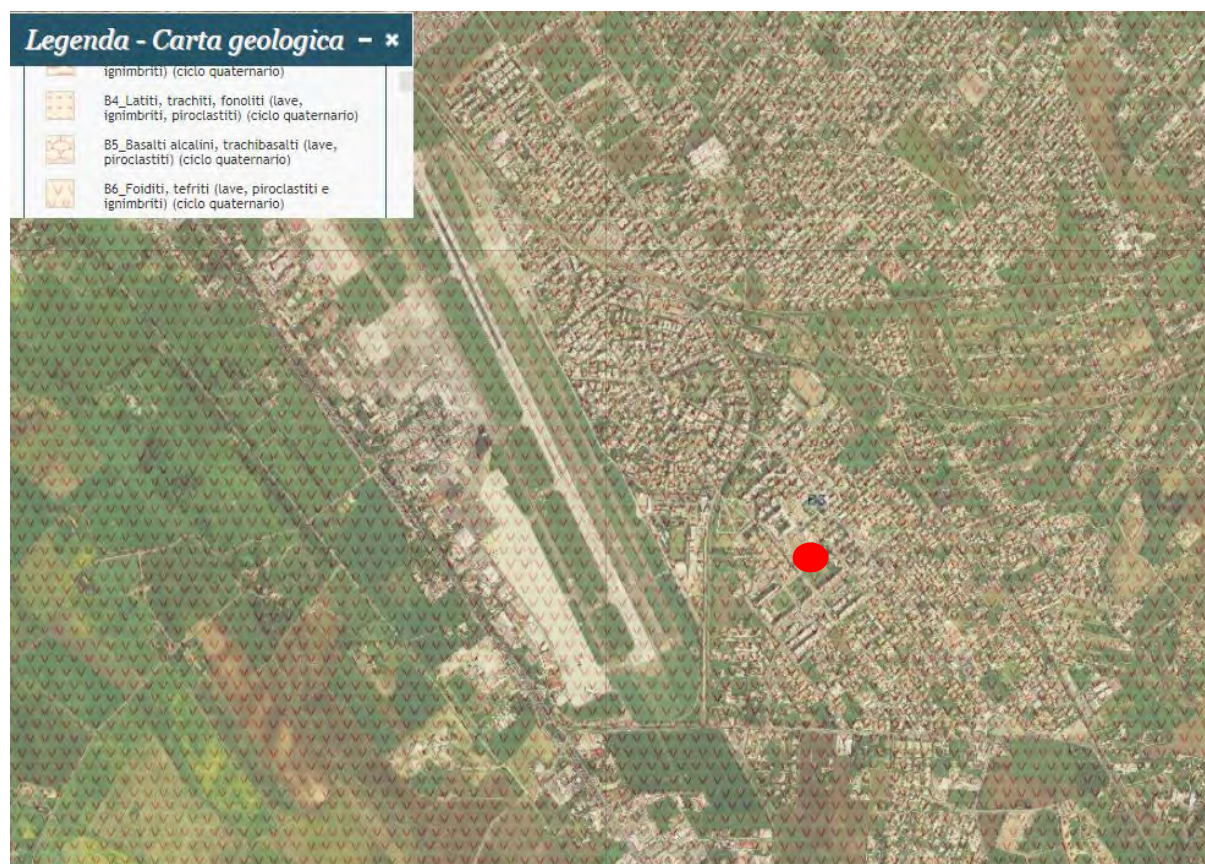 Legenda - Carta geologica
ignimbriti) (ciclo quaternario)
B4_Latiti, trachiti, fonoliti (lave,
ignimbriti, piroclastiti) (ciclo quaternario)
B5_Basalti alcalini, trachibasalti (lave,
piroclastiti) (ciclo quaternario)
B6_Foiditi, tefriti (lave, piroclastiti e
ignimbriti) (ciclo quaternario)